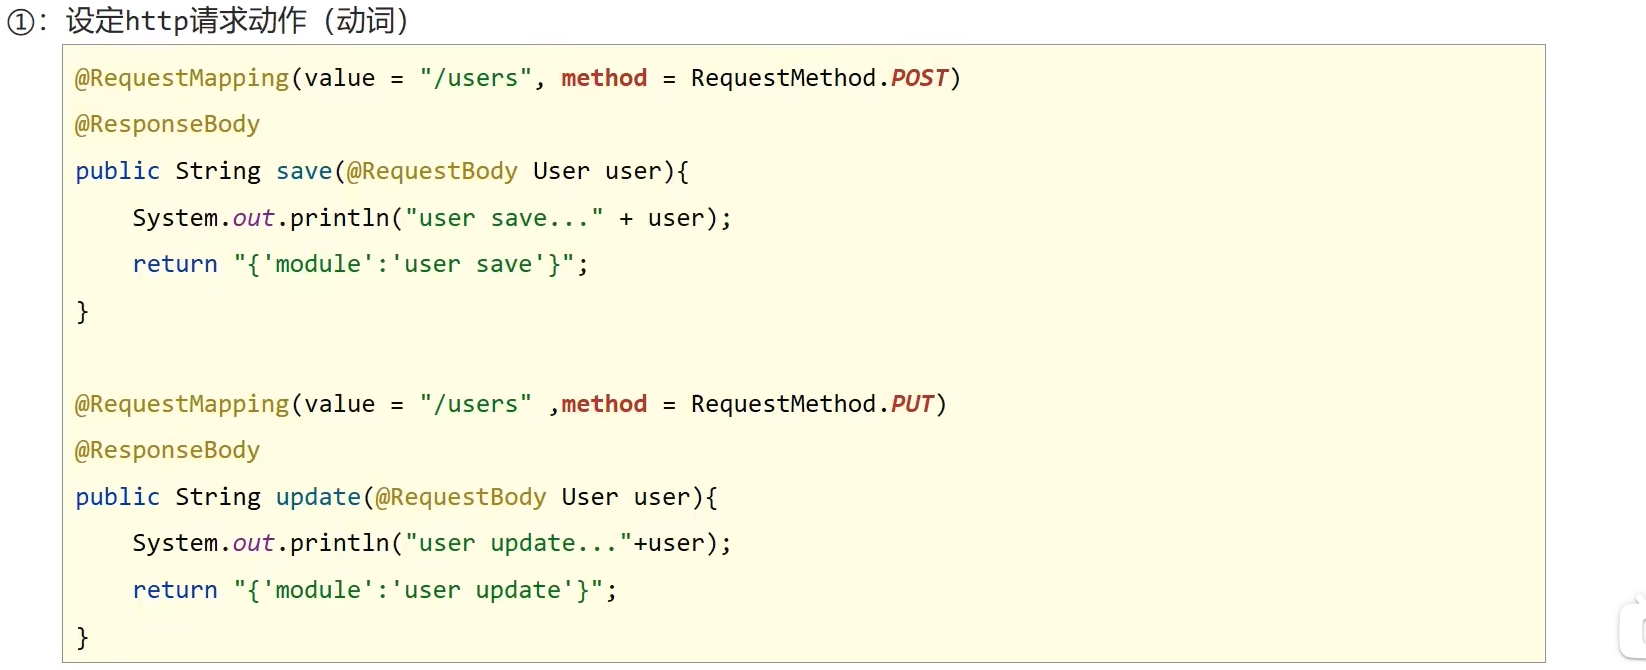 ①：设定http请求动作（动词）
@RequestMapping(value = "/users", method = RequestMethod.POST)
@ResponseBody
public String save(@RequestBody User user){
    System.out.println("user save..." + user);
    return "{'module':'user save'}";
}
@RequestMapping(value = "/users" ,method = RequestMethod.PUT)
@ResponseBody
public String update(@RequestBody User user){
    System.out.println("user update..."+user);
    return "{'module':'user update'}";
}